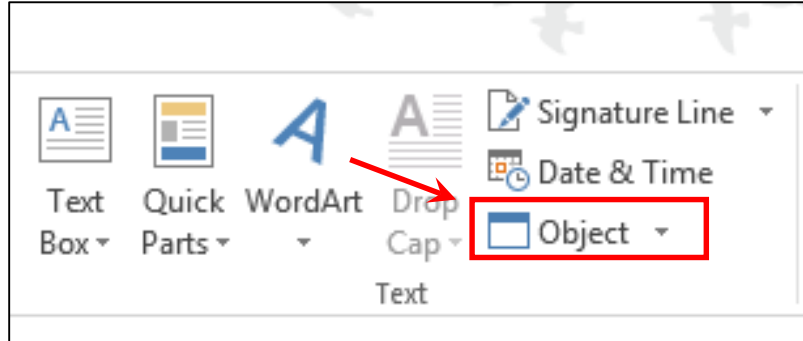 Text Box
Quick Parts
WordArt
Drop Cap
Signature Line
Date & Time
Object
Text